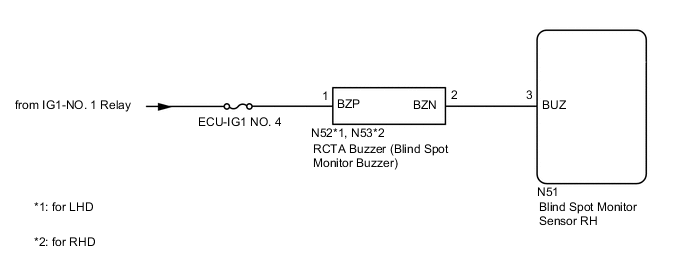 from IG1-NO. 1 Relay
ECU-IG1 NO. 4
1
BZP
BZN
2
N52*1, N53*2
RCTA Buzzer (Blind Spot
Monitor Buzzer)
3
BUZ
N51
Blind Spot Monitor
Sensor RH
*1: for LHD
*2: for RHD